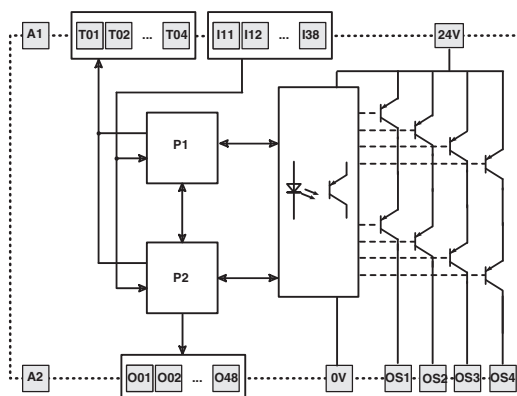 A1 T01 T02 ... T04 I11 I12 ... I38 24V
P1
P2
A2 O01 O02 ... O48 0V OS1 OS2 OS3 OS4